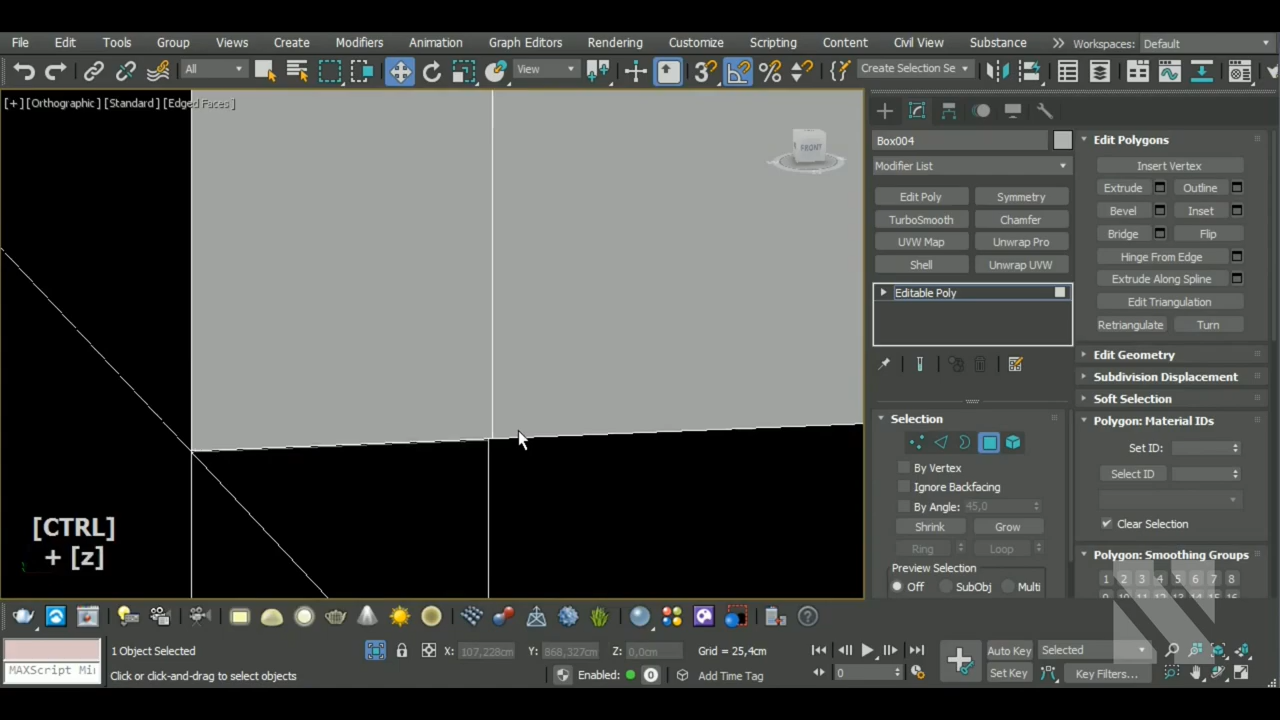 File Edit Tools Group Views Create Modifiers Animation Graph Editors Rendering Customize Scripting Content Civil View Substance Workspaces: Default
All View 3 Create Selection Se
[+] [Orthographic] [Standard] [Edged Faces]
FRONT
Box004
Modifier List
Edit Poly Symmetry
TurboSmooth Chamfer
UVW Map Unwrap Pro
Shell Unwrap UVW
Editable Poly
Selection
By Vertex
Ignore Backfacing
By Angle: 45,0
Shrink Grow
Ring Loop
Preview Selection
Off SubObj Multi
Edit Polygons
Insert Vertex
Extrude Outline
Bevel Inset
Bridge Flip
Hinge From Edge
Extrude Along Spline
Edit Triangulation
Retriangulate Turn
Edit Geometry
Subdivision Displacement
Soft Selection
Polygon: Material IDs
Set ID:
Select ID
Clear Selection
Polygon: Smoothing Groups
1 2 3 4 5 6 7 8
[CTRL]
+ [z]
1 Object Selected X: 107,228cm Y: 868,327cm Z: 0,0cm Grid = 25,4cm Auto Key Selected
MAXScript Mi
Click or click-and-drag to select objects Enabled: 0 Add Time Tag 0 Set Key Key Filters...